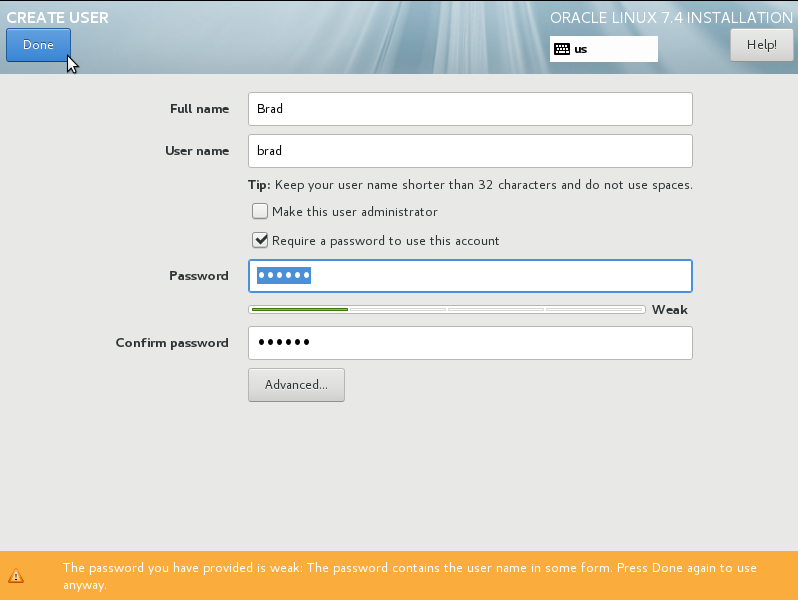 CREATE USER
ORACLE LINUX 7.4 INSTALLATION
Done
us
Help!
Full name
Brad
User name
brad
Tip: Keep your user name shorter than 32 characters and do not use spaces.
Make this user administrator
Require a password to use this account
Password
••••••
Weak
Confirm password
••••••
Advanced...
The password you have provided is weak: The password contains the user name in some form. Press Done again to use
anyway.